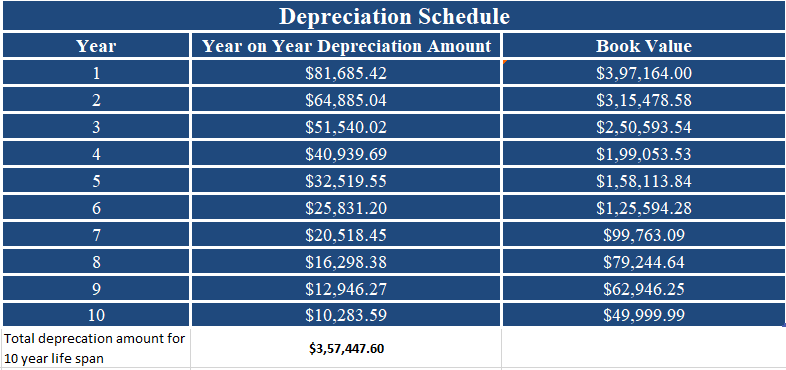 Depreciation Schedule
Year Year on Year Depreciation Amount Book Value
1 $81,685.42 $3,97,164.00
2 $64,885.04 $3,15,478.58
3 $51,540.02 $2,50,593.54
4 $40,939.69 $1,99,053.53
5 $32,519.55 $1,58,113.84
6 $25,831.20 $1,25,594.28
7 $20,518.45 $99,763.09
8 $16,298.38 $79,244.64
9 $12,946.27 $62,946.25
10 $10,283.59 $49,999.99
Total deprecation amount for
10 year life span $3,57,447.60